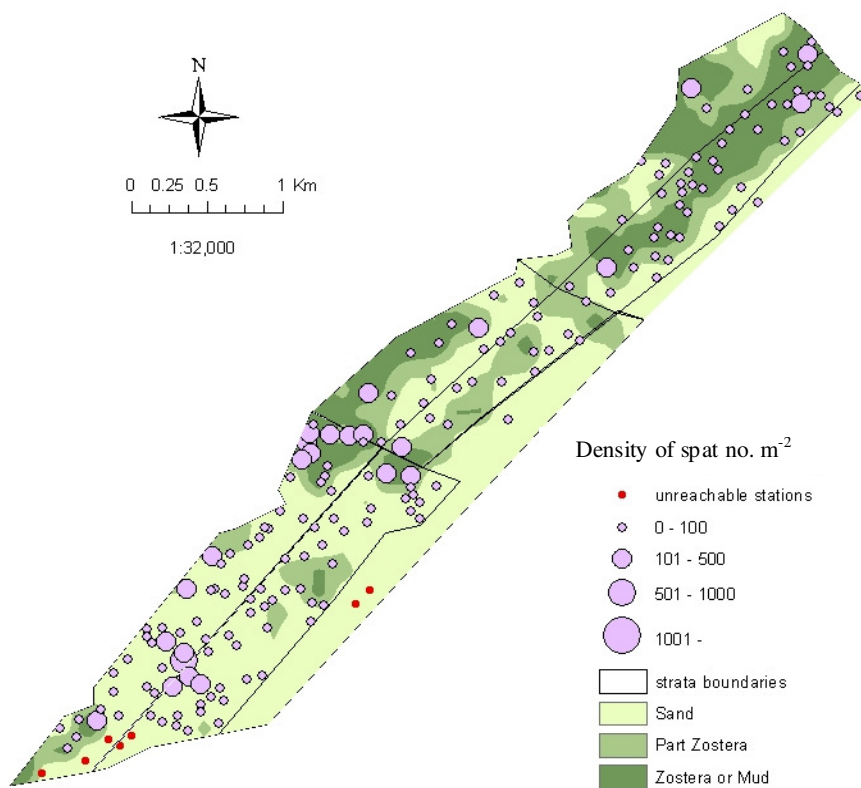 N
0 0.25 0.5 1 Km
1:32,000
Density of spat no. m-2
unreachable stations
0 - 100
101 - 500
501 - 1000
1001 -
strata boundaries
Sand
Part Zostera
Zostera or Mud